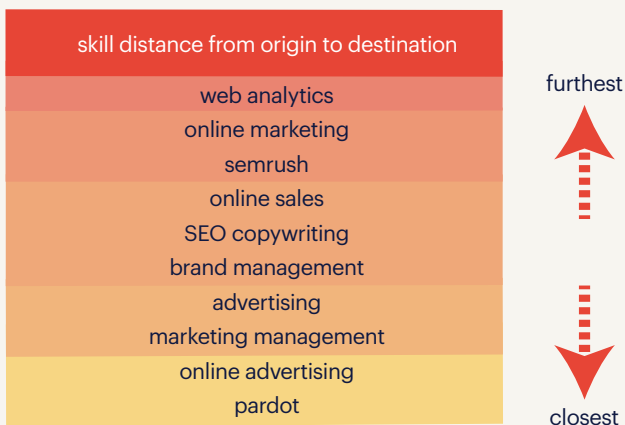 skill distance from origin to destination
furthest
web analytics
online marketing
semrush
online sales
SEO copywriting
brand management
advertising
marketing management
online advertising
pardot
closest